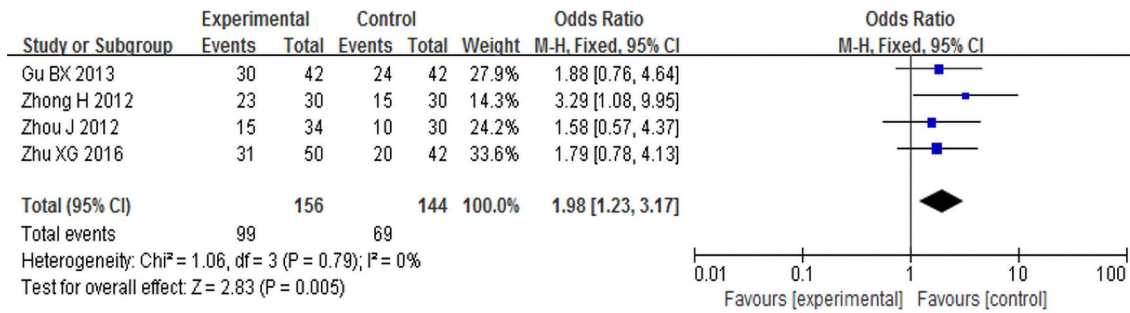 Experimental Control Odds Ratio Odds Ratio
Study or Subgroup Events Total Events Total Weight M-H, Fixed, 95% CI M-H, Fixed, 95% CI
Gu BX 2013 30 42 24 42 27.9% 1.88 [0.76, 4.64]
Zhong H 2012 23 30 15 30 14.3% 3.29 [1.08, 9.95]
Zhou J 2012 15 34 10 30 24.2% 1.58 [0.57, 4.37]
Zhu XG 2016 31 50 20 42 33.6% 1.79 [0.78, 4.13]
Total (95% CI) 156 144 100.0% 1.98 [1.23, 3.17]
Total events 99 69
Heterogeneity: Chi² = 1.06, df = 3 (P = 0.79); I² = 0%
Test for overall effect: Z = 2.83 (P = 0.005)
0.01 0.1 1 10 100
Favours [experimental] Favours [control]